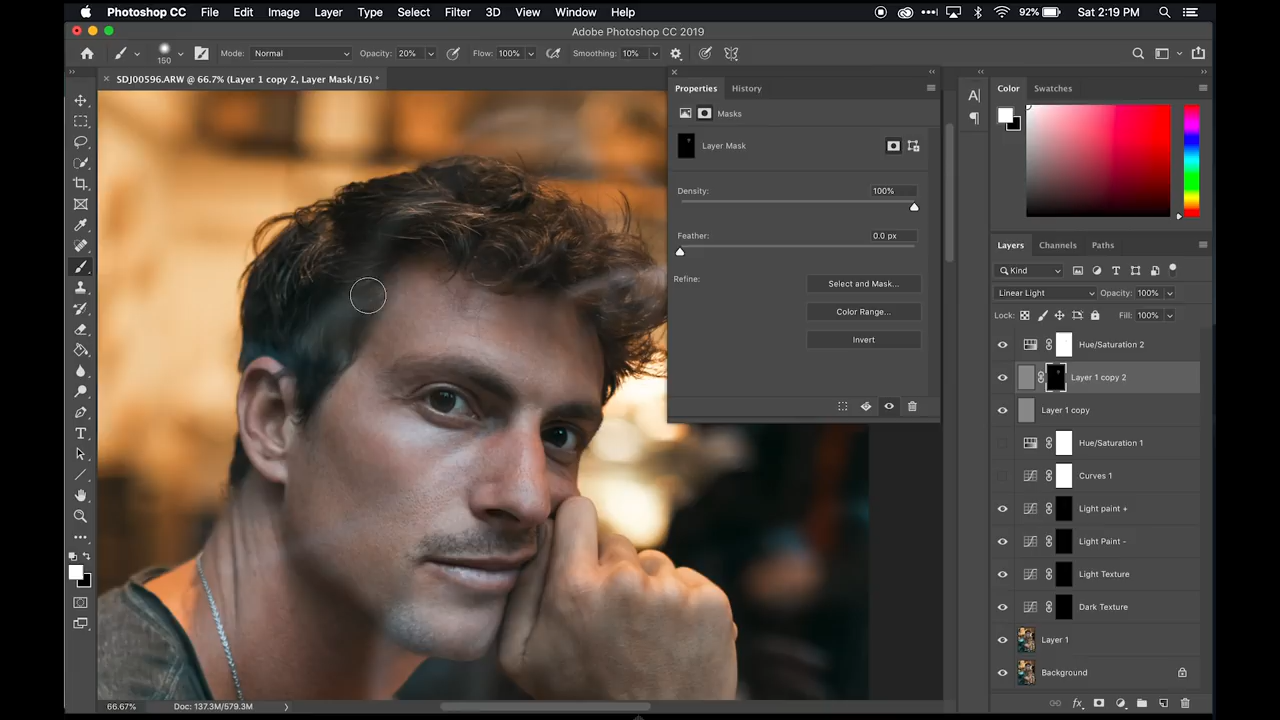 Photoshop CC File Edit Image Layer Type Select Filter 3D View Window Help 92% Sat 2:19 PM
Adobe Photoshop CC 2019
150 Mode: Normal Opacity: 20% Flow: 100% Smoothing: 10%
SDJ00596.ARW @ 66.7% (Layer 1 copy 2, Layer Mask/16) *
Properties History
Masks
Layer Mask
Density: 100%
Feather: 0.0 px
Refine: Select and Mask...
Color Range...
Invert
Color Swatches
Layers Channels Paths
Kind
Linear Light Opacity: 100%
Lock: Fill: 100%
Hue/Saturation 2
Layer 1 copy 2
Layer 1 copy
Hue/Saturation 1
Curves 1
Light paint +
Light Paint -
Light Texture
Dark Texture
Layer 1
Background
66.67% Doc: 137.3M/579.3M